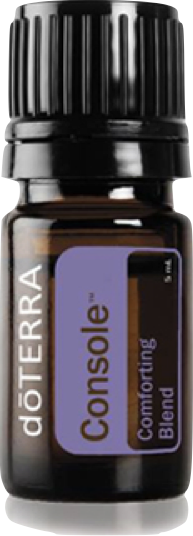 dōTERRA
Console™
Comforting
Blend
5 mL